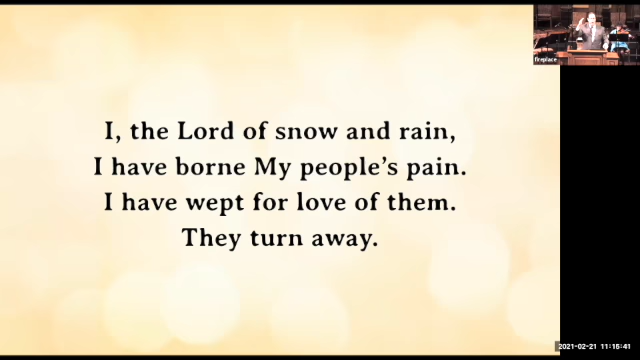 fireplace
I, the Lord of snow and rain,
I have borne My people’s pain.
I have wept for love of them.
They turn away.
2021-02-21 11:15:41